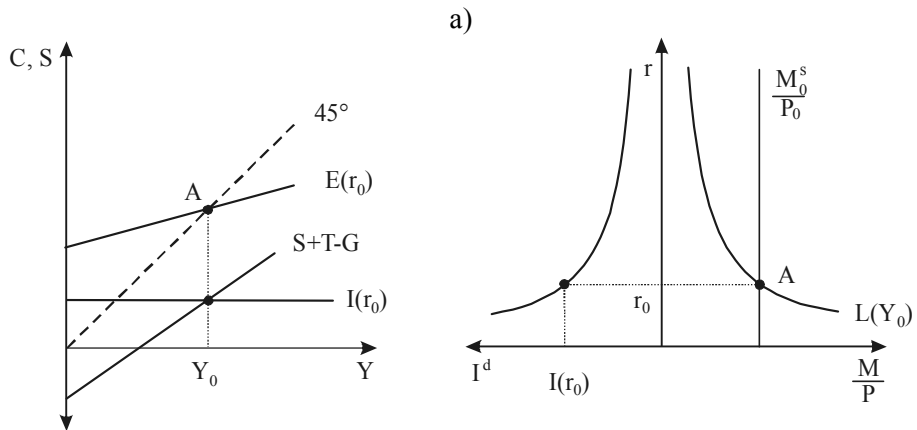 a)
C, S
45°
A
E(r₀)
S+T-G
I(r₀)
Y₀
Y
r
M₀ˢ
P₀
A
r₀
L(Y₀)
Iᵈ
I(r₀)
M
P